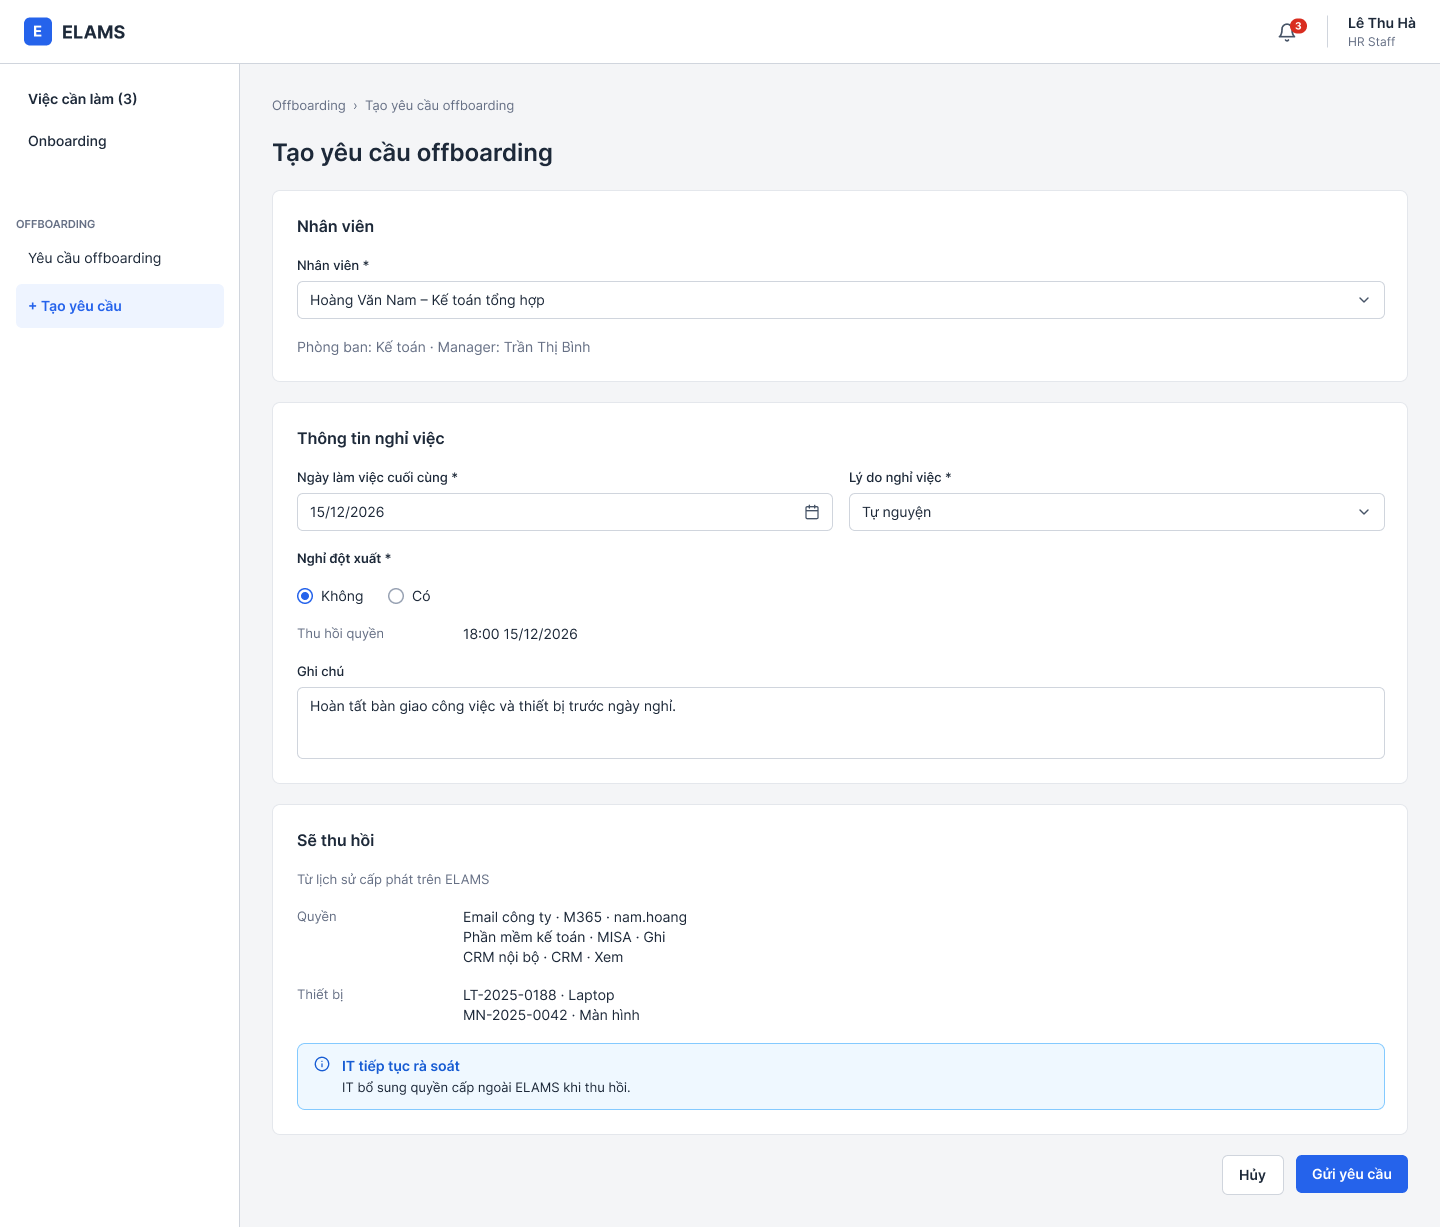 E ELAMS
3
Lê Thu Hà
HR Staff
Việc cần làm (3)
Onboarding
OFFBOARDING
Yêu cầu offboarding
+ Tạo yêu cầu
Offboarding › Tạo yêu cầu offboarding
Tạo yêu cầu offboarding
Nhân viên
Nhân viên *
Hoàng Văn Nam – Kế toán tổng hợp
Phòng ban: Kế toán · Manager: Trần Thị Bình
Thông tin nghỉ việc
Ngày làm việc cuối cùng *
15/12/2026
Lý do nghỉ việc *
Tự nguyện
Nghỉ đột xuất *
Không
Có
Thu hồi quyền
18:00 15/12/2026
Ghi chú
Hoàn tất bàn giao công việc và thiết bị trước ngày nghỉ.
Sẽ thu hồi
Từ lịch sử cấp phát trên ELAMS
Quyền
Email công ty · M365 · nam.hoang
Phần mềm kế toán · MISA · Ghi
CRM nội bộ · CRM · Xem
Thiết bị
LT-2025-0188 · Laptop
MN-2025-0042 · Màn hình
IT tiếp tục rà soát
IT bổ sung quyền cấp ngoài ELAMS khi thu hồi.
Hủy
Gửi yêu cầu